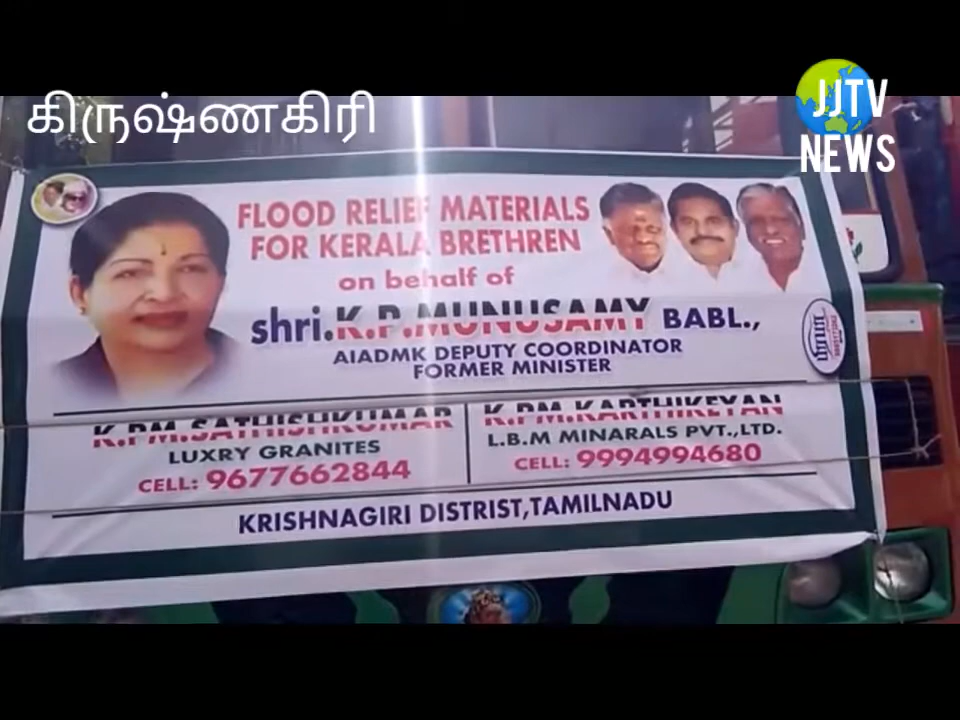 கிருஷ்ணகிரி
JJTV
NEWS
FLOOD RELIEF MATERIALS
FOR KERALA BRETHREN
on behalf of
shri.K.P.MUNUSAMY BABL.,
AIADMK DEPUTY COORDINATOR
FORMER MINISTER
K.PM.SATHISHKUMAR
LUXRY GRANITES
CELL: 9677662844
K.PM.KARTHIKEYAN
L.B.M MINARALS PVT.,LTD.
CELL: 9994994680
KRISHNAGIRI DISTRIST,TAMILNADU